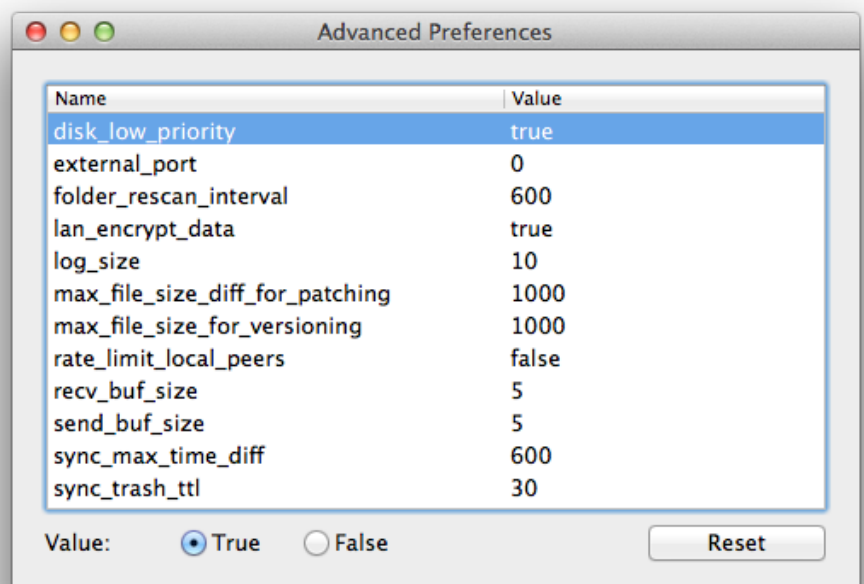 Advanced Preferences
Name Value
disk_low_priority true
external_port 0
folder_rescan_interval 600
lan_encrypt_data true
log_size 10
max_file_size_diff_for_patching 1000
max_file_size_for_versioning 1000
rate_limit_local_peers false
recv_buf_size 5
send_buf_size 5
sync_max_time_diff 600
sync_trash_ttl 30
Value: True False Reset